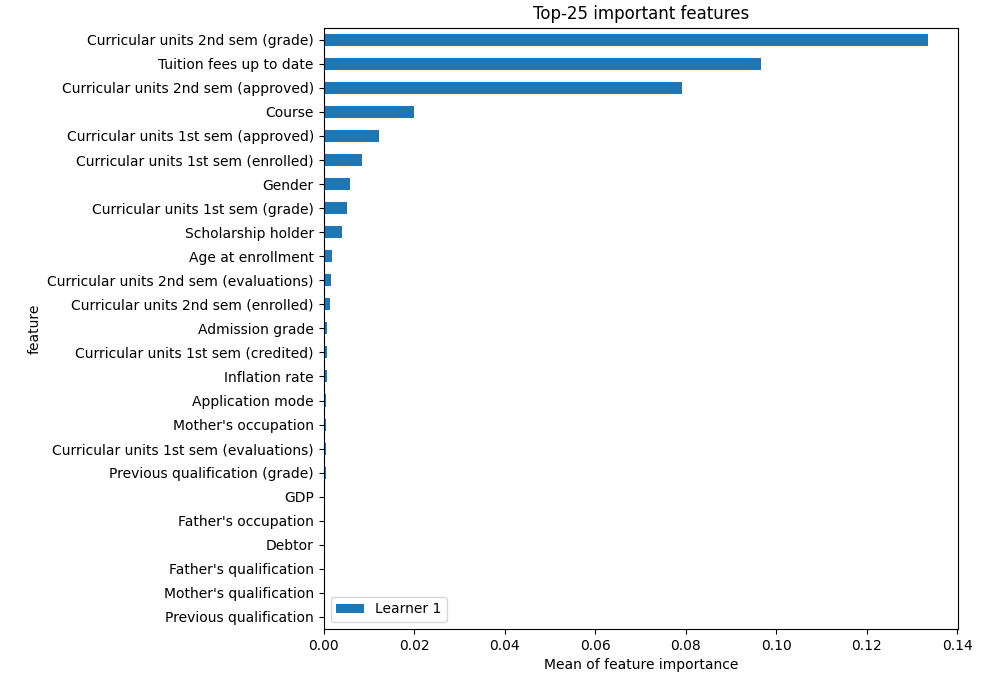 Top-25 important features
Curricular units 2nd sem (grade)
Tuition fees up to date
Curricular units 2nd sem (approved)
Course
Curricular units 1st sem (approved)
Curricular units 1st sem (enrolled)
Gender
Curricular units 1st sem (grade)
Scholarship holder
Age at enrollment
Curricular units 2nd sem (evaluations)
Curricular units 2nd sem (enrolled)
Admission grade
Curricular units 1st sem (credited)
Inflation rate
Application mode
Mother's occupation
Curricular units 1st sem (evaluations)
Previous qualification (grade)
GDP
Father's occupation
Debtor
Father's qualification
Mother's qualification
Previous qualification
feature
Learner 1
0.00 0.02 0.04 0.06 0.08 0.10 0.12 0.14
Mean of feature importance